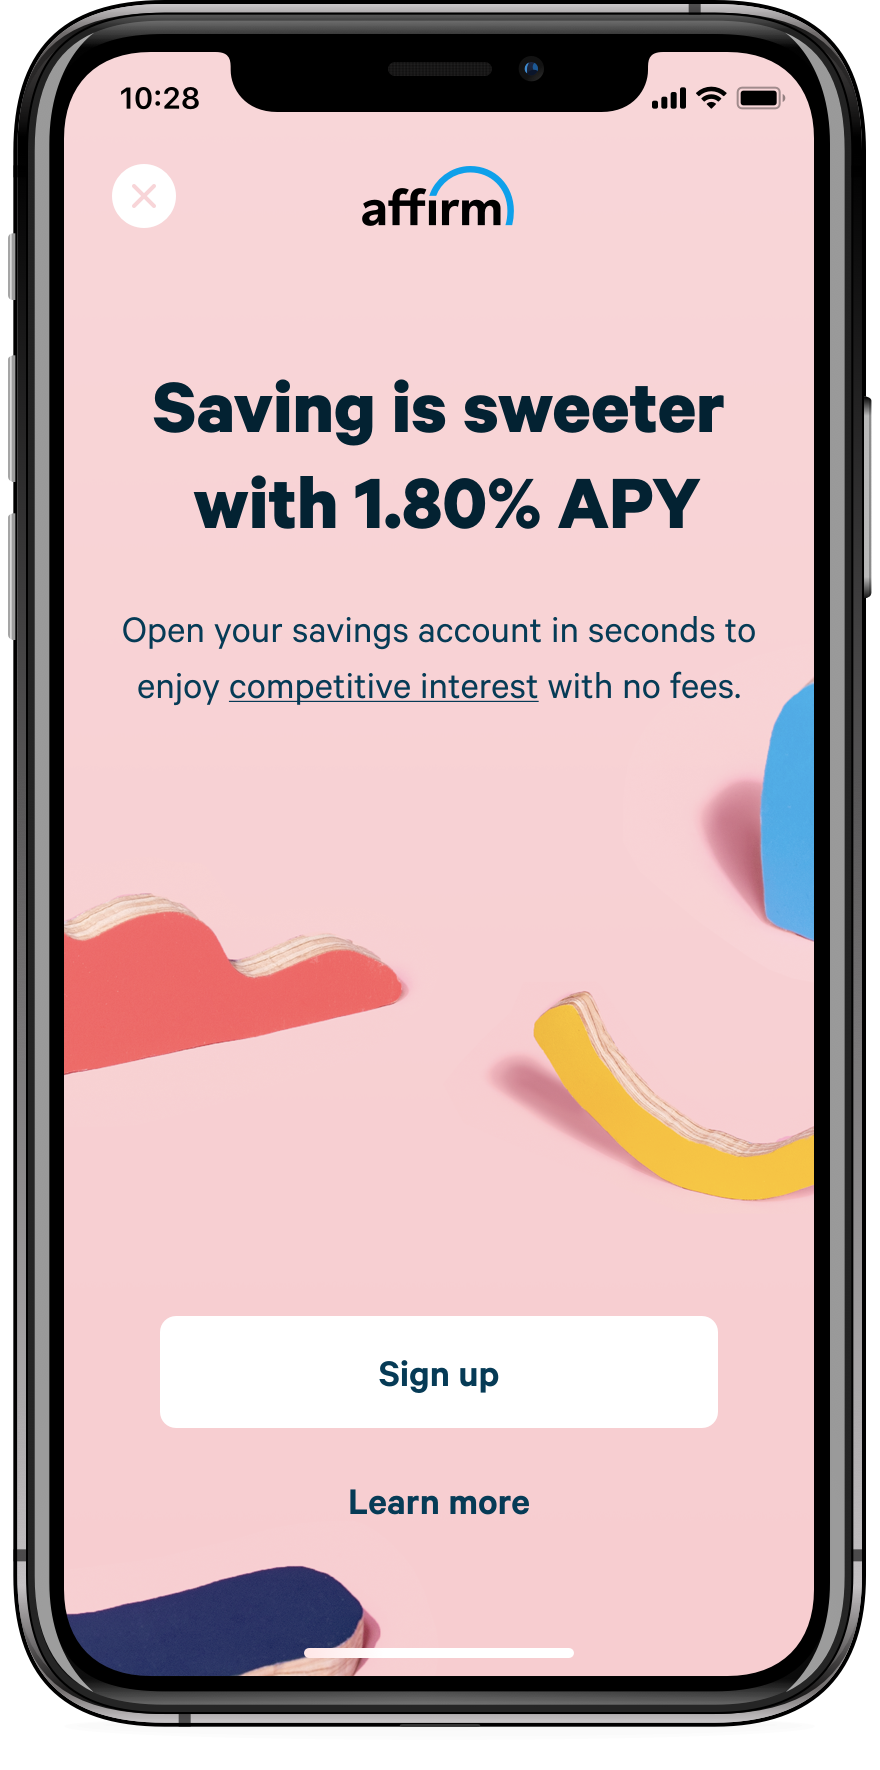 10:28
affirm
Saving is sweeter
with 1.80% APY
Open your savings account in seconds to
enjoy competitive interest with no fees.
Sign up
Learn more